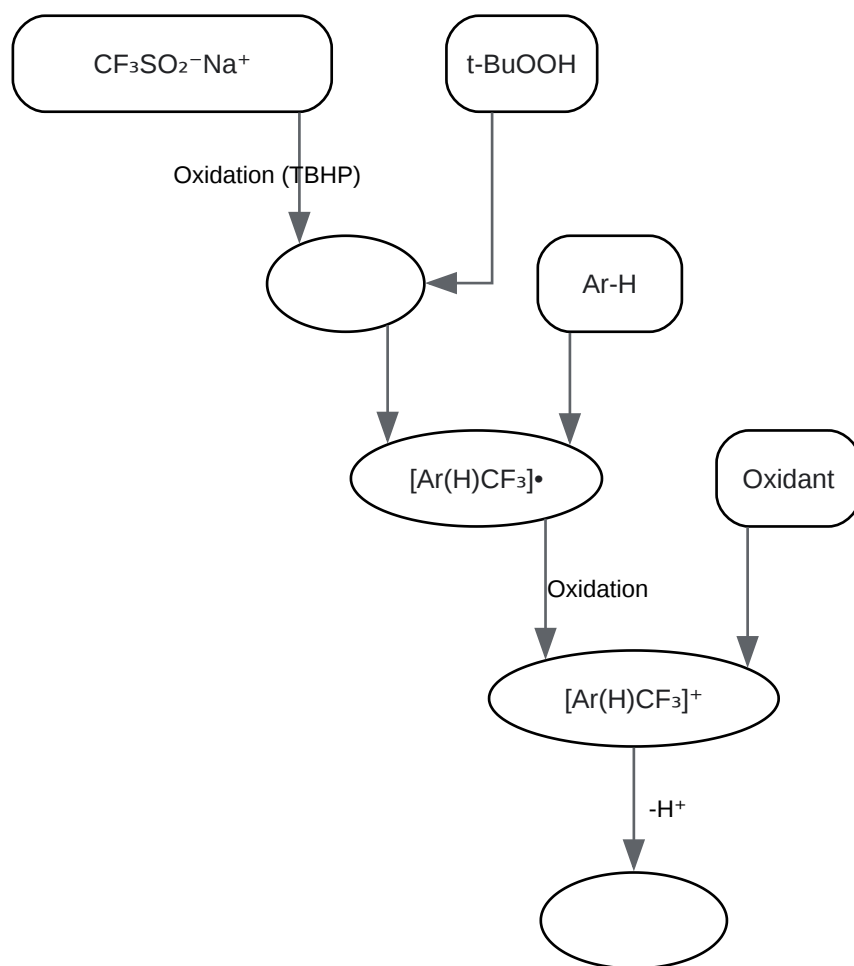 CF₃SO₂⁻Na⁺
t-BuOOH
Oxidation (TBHP)
Ar-H
[Ar(H)CF₃]•
Oxidant
Oxidation
[Ar(H)CF₃]⁺
-H⁺